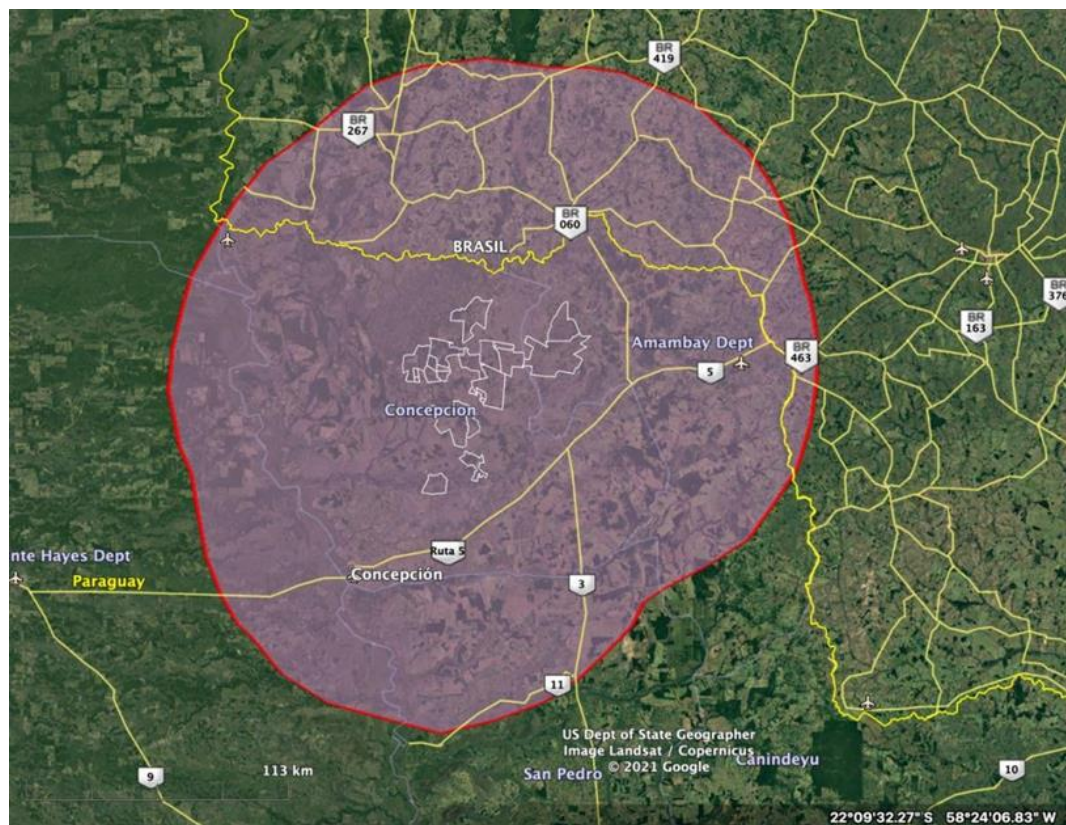 BR
419
BR
267
BR
060
BRASIL
BR
376
BR
163
Amambay Dept
BR
463
5
Concepción
Ruta 5
nte Hayes Dept
Paraguay
Concepción
3
11
US Dept of State Geographer
Image Landsat / Copernicus
© 2021 Google
Canindeyu
San Pedro
113 km
9
10
22°09'32.27" S 58°24'06.83" W